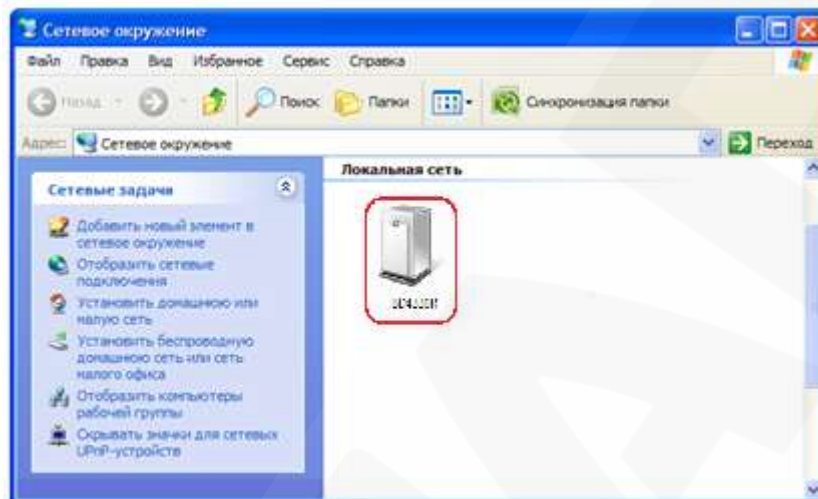 Сетевое окружение
Файл Правка Вид Избранное Сервис Справка
Назад Поиск Папки Синхронизация папки
Адрес: Сетевое окружение Переход
Локальная сеть
Сетевые задачи
Добавить новый элемент в
сетевое окружение
Отобразить сетевые
подключения
Установить домашнюю или
малую сеть
Установить беспроводную
домашнюю сеть или сеть
малого офиса
Отобразить компьютеры
рабочей группы
Скрывать значки для сетевых
UPnP-устройств